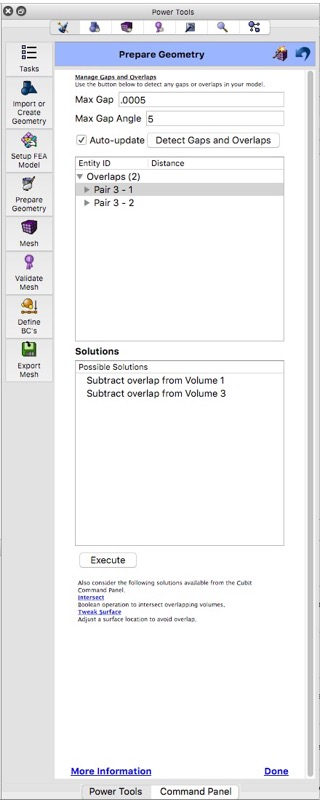 Power Tools
Prepare Geometry
Tasks
Import or
Create
Geometry
Setup FEA
Model
Prepare
Geometry
Mesh
Validate
Mesh
Define
BC's
Export
Mesh
Manage Gaps and Overlaps
Use the button below to detect any gaps or overlaps in your model.
Max Gap .0005
Max Gap Angle 5
Auto-update Detect Gaps and Overlaps
Entity ID Distance
Overlaps (2)
Pair 3 - 1
Pair 3 - 2
Solutions
Possible Solutions
Subtract overlap from Volume 1
Subtract overlap from Volume 3
Execute
Also consider the following solutions available from the Cubit
Command Panel.
Intersect
Boolean operation to intersect overlapping volumes.
Tweak Surface
Adjust a surface location to avoid overlap.
More Information Done
Power Tools Command Panel